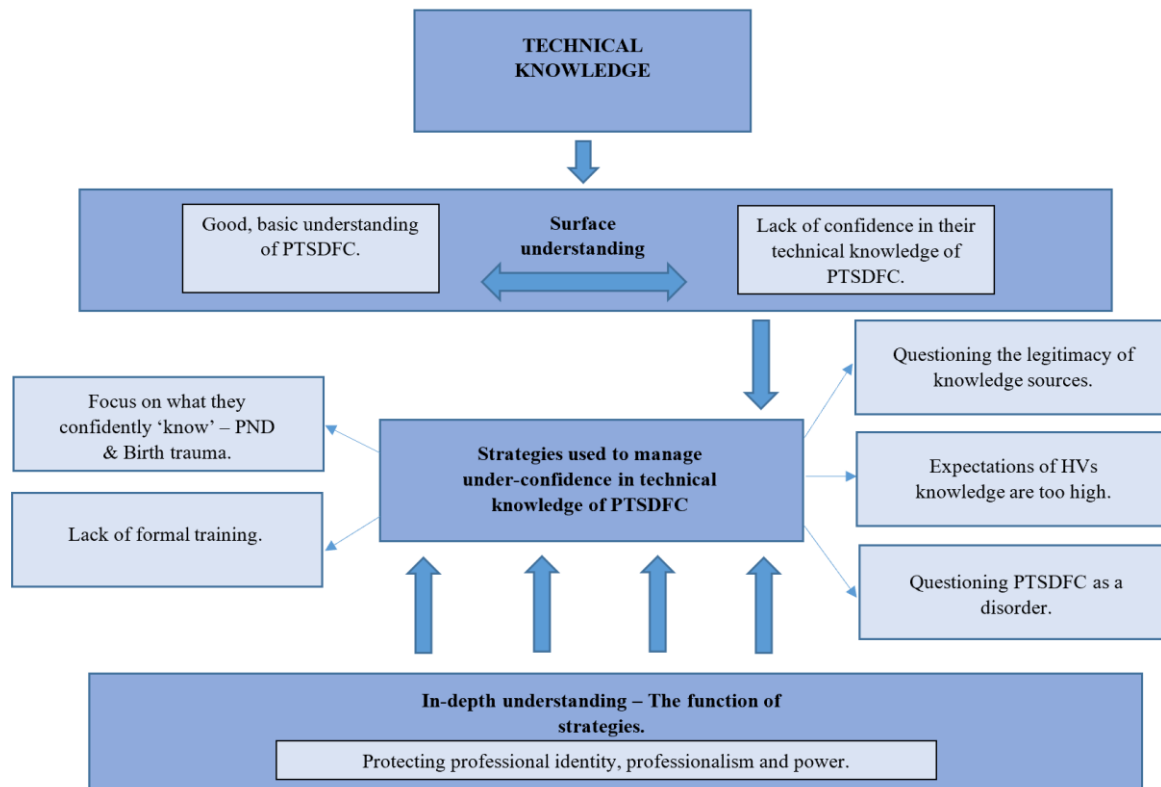 TECHNICAL
KNOWLEDGE
Good, basic understanding
of PTSDFC.
Surface
understanding
Lack of confidence in their
technical knowledge of
PTSDFC.
Focus on what they
confidently ‘know’ – PND
& Birth trauma.
Lack of formal training.
Strategies used to manage
under-confidence in technical
knowledge of PTSDFC
Questioning the legitimacy of
knowledge sources.
Expectations of HVs
knowledge are too high.
Questioning PTSDFC as a
disorder.
In-depth understanding – The function of
strategies.
Protecting professional identity, professionalism and power.